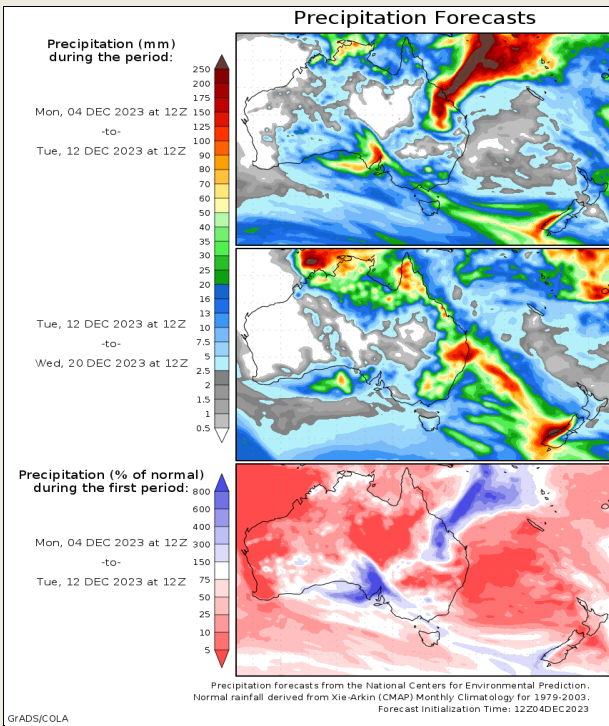 Precipitation Forecasts
Precipitation (mm)
during the period:
Mon, 04 DEC 2023 at 12Z
-to-
Tue, 12 DEC 2023 at 12Z
250
200
175
150
125
100
90
80
70
60
50
40
35
30
25
20
16
13
10
7.5
5
2.5
2
1.5
1
0.5
Tue, 12 DEC 2023 at 12Z
-to-
Wed, 20 DEC 2023 at 12Z
Precipitation (% of normal)
during the first period:
Mon, 04 DEC 2023 at 12Z
-to-
Tue, 12 DEC 2023 at 12Z
800
600
400
300
150
75
50
25
10
5
Precipitation forecasts from the National Centers for Environmental Prediction.
Normal rainfall derived from Xie-Arkin (CMAP) Monthly Climatology for 1979-2003.
Forecast Initialization Time: 12Z04DEC2023
GrADS/COLA